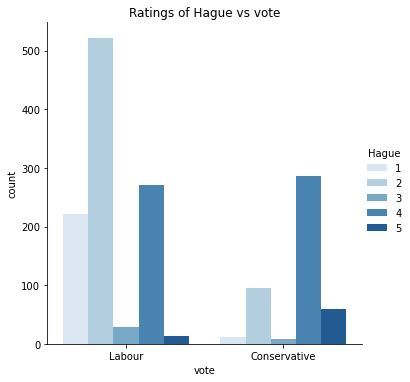 Ratings of Hague vs vote
500
400
300
200
100
0
count
Labour
Conservative
vote
Hague
1
2
3
4
5